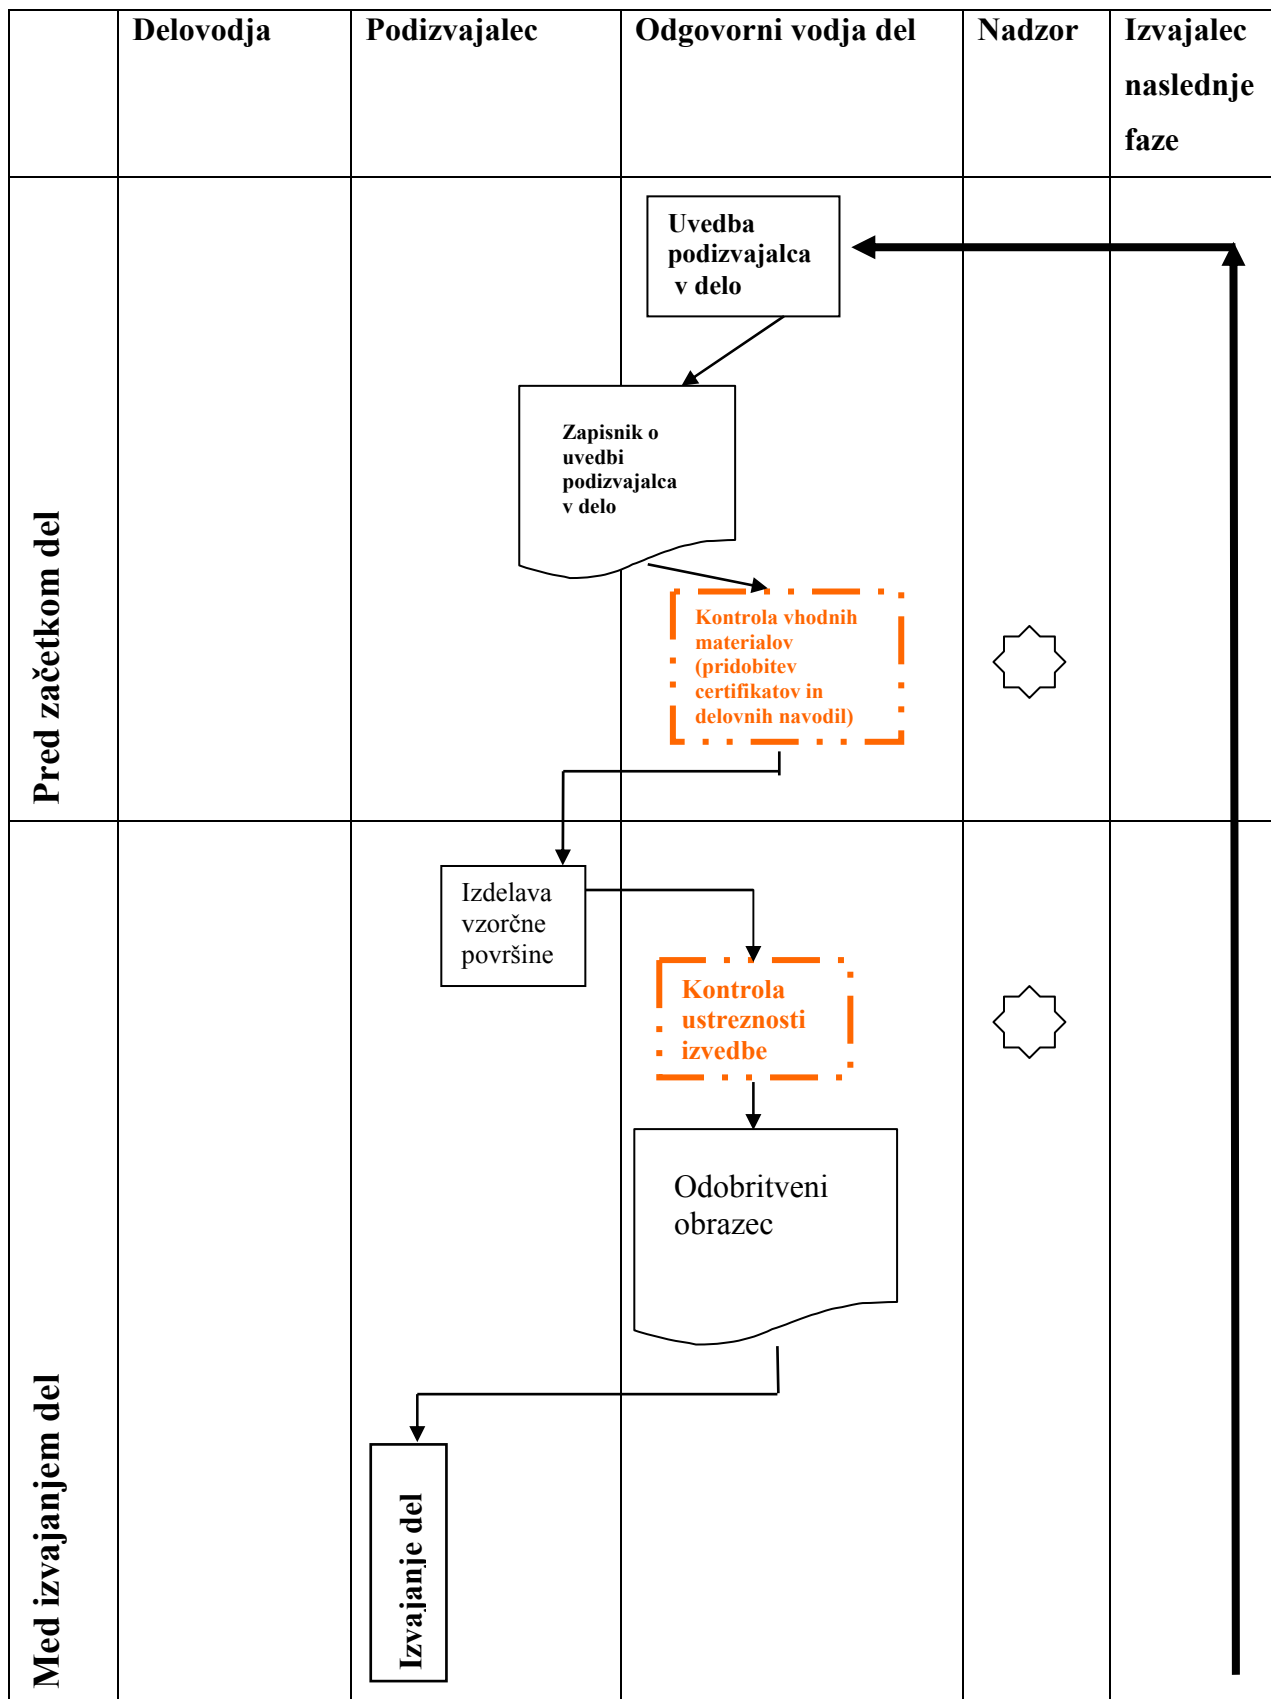 Delovodja
Podizvajalec
Odgovorni vodja del
Nadzor
Izvajalec
naslednje
faze
Pred začetkom del
Uvedba
podizvajalca
v delo
Zapisnik o
uvedbi
podizvajalca
v delo
Kontrola vhodnih
materialov
(pridobitev
certifikatov in
delovnih navodil)
Med izvajanjem del
Izdelava
vzorčne
površine
Kontrola
ustreznosti
izvedbe
Odobritveni
obrazec
Izvajanje del